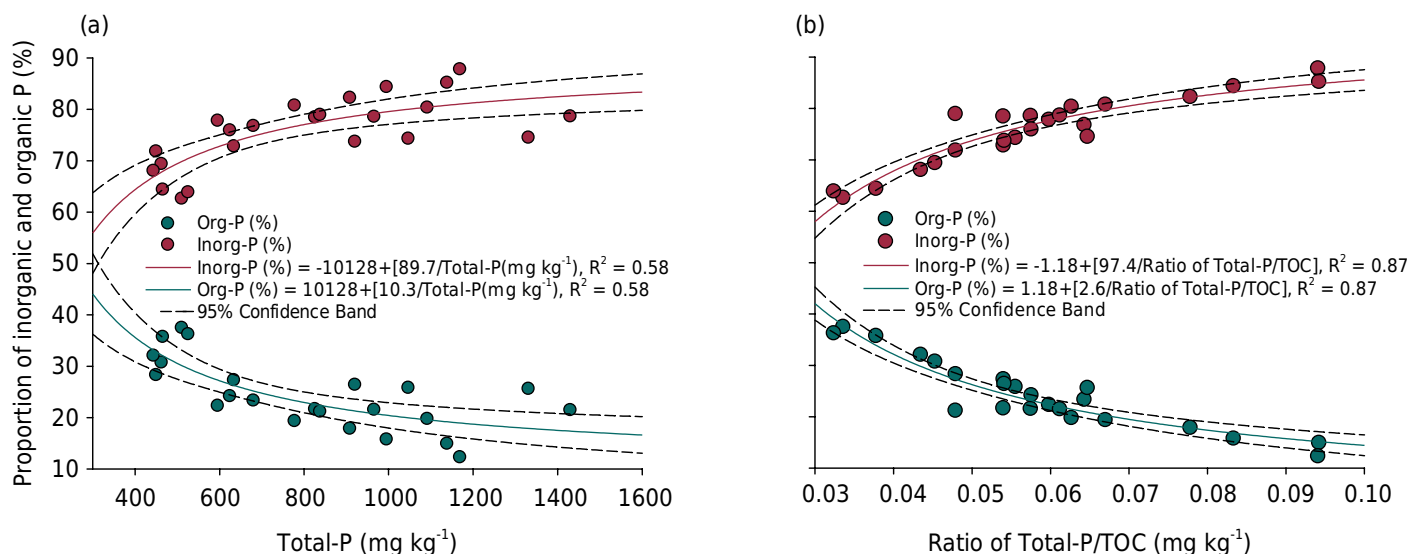 (a)
Proportion of inorganic and organic P (%)
90
80
70
60
50
40
30
20
10
Org-P (%)
Inorg-P (%)
Inorg-P (%) = -10128+[89.7/Total-P(mg kg⁻¹), R² = 0.58
Org-P (%) = 10128+[10.3/Total-P(mg kg⁻¹), R² = 0.58
95% Confidence Band
400 600 800 1000 1200 1400 1600
Total-P (mg kg⁻¹)
(b)
Org-P (%)
Inorg-P (%)
Inorg-P (%) = -1.18+[97.4/Ratio of Total-P/TOC], R² = 0.87
Org-P (%) = 1.18+[2.6/Ratio of Total-P/TOC], R² = 0.87
95% Confidence Band
0.03 0.04 0.05 0.06 0.07 0.08 0.09 0.10
Ratio of Total-P/TOC (mg kg⁻¹)